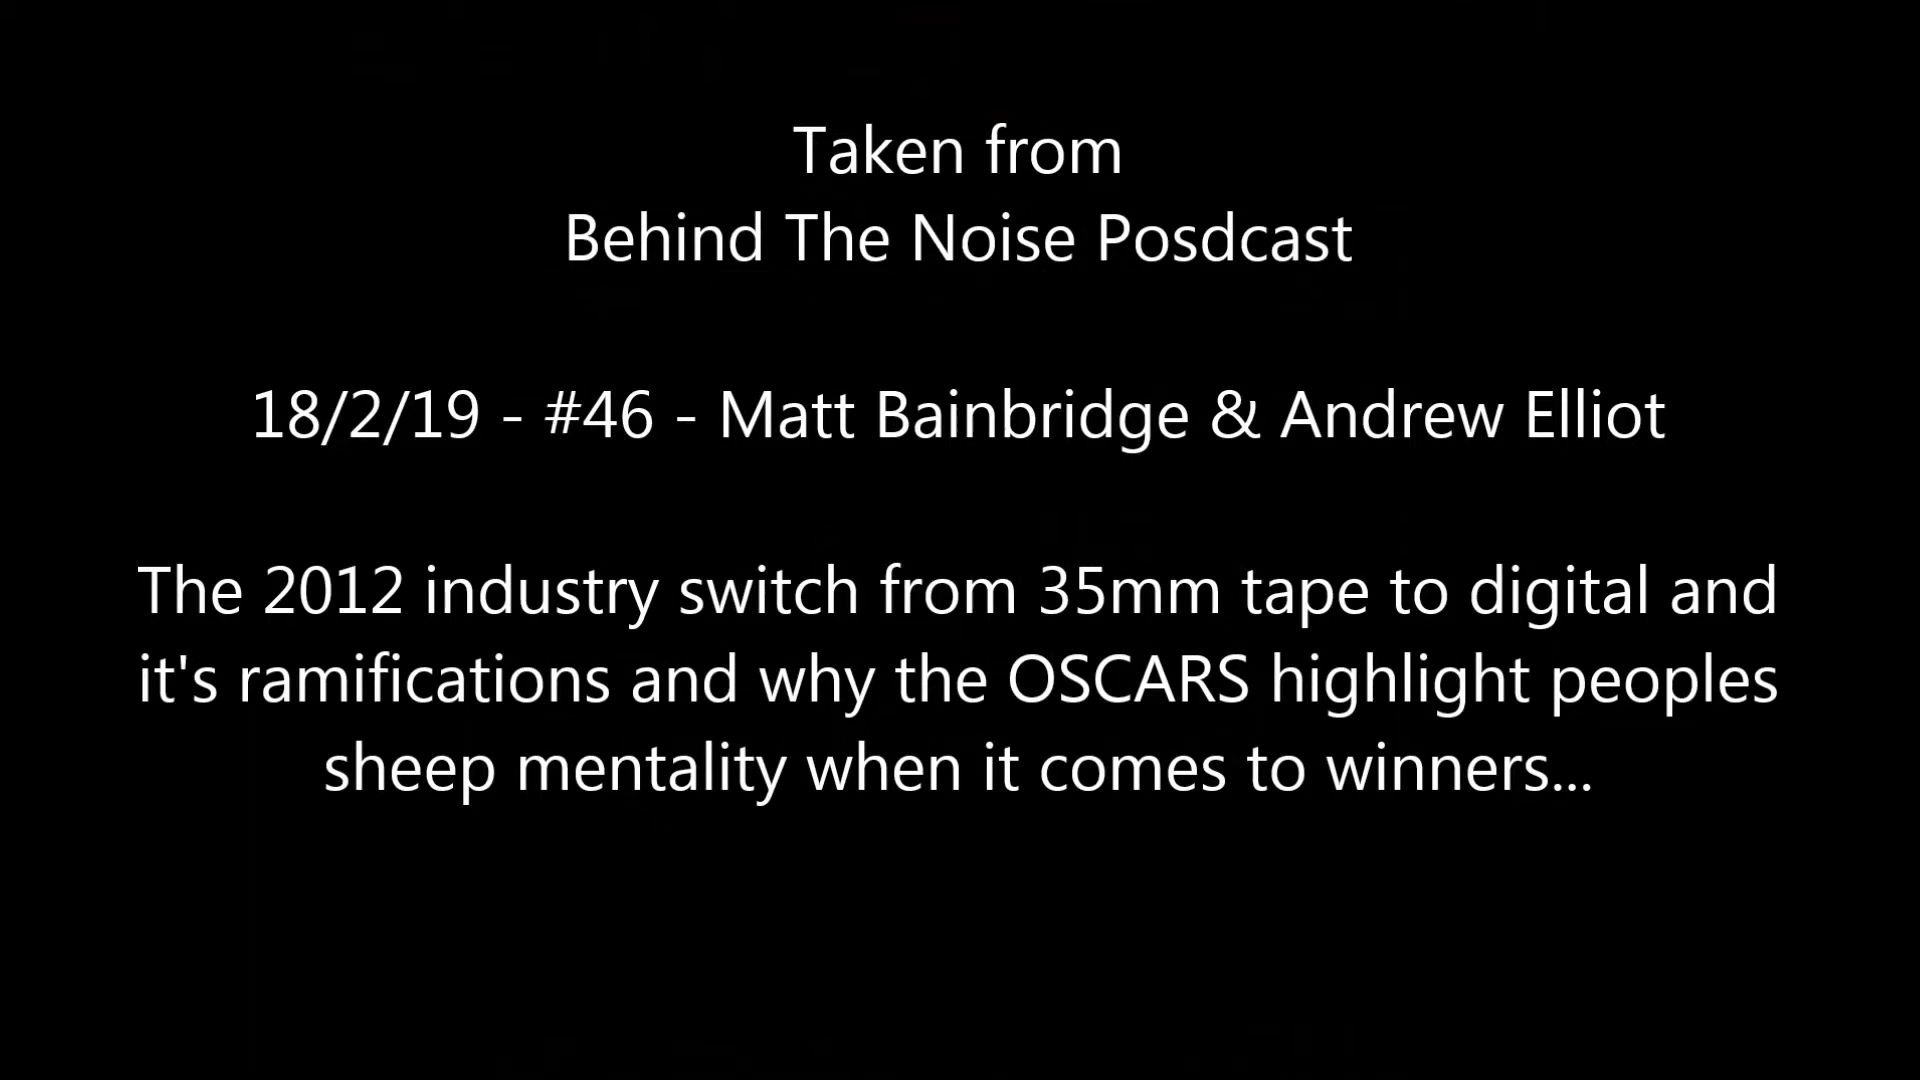 Taken from
Behind The Noise Posdcast
18/2/19 - #46 - Matt Bainbridge & Andrew Elliot
The 2012 industry switch from 35mm tape to digital and
it's ramifications and why the OSCARS highlight peoples
sheep mentality when it comes to winners...